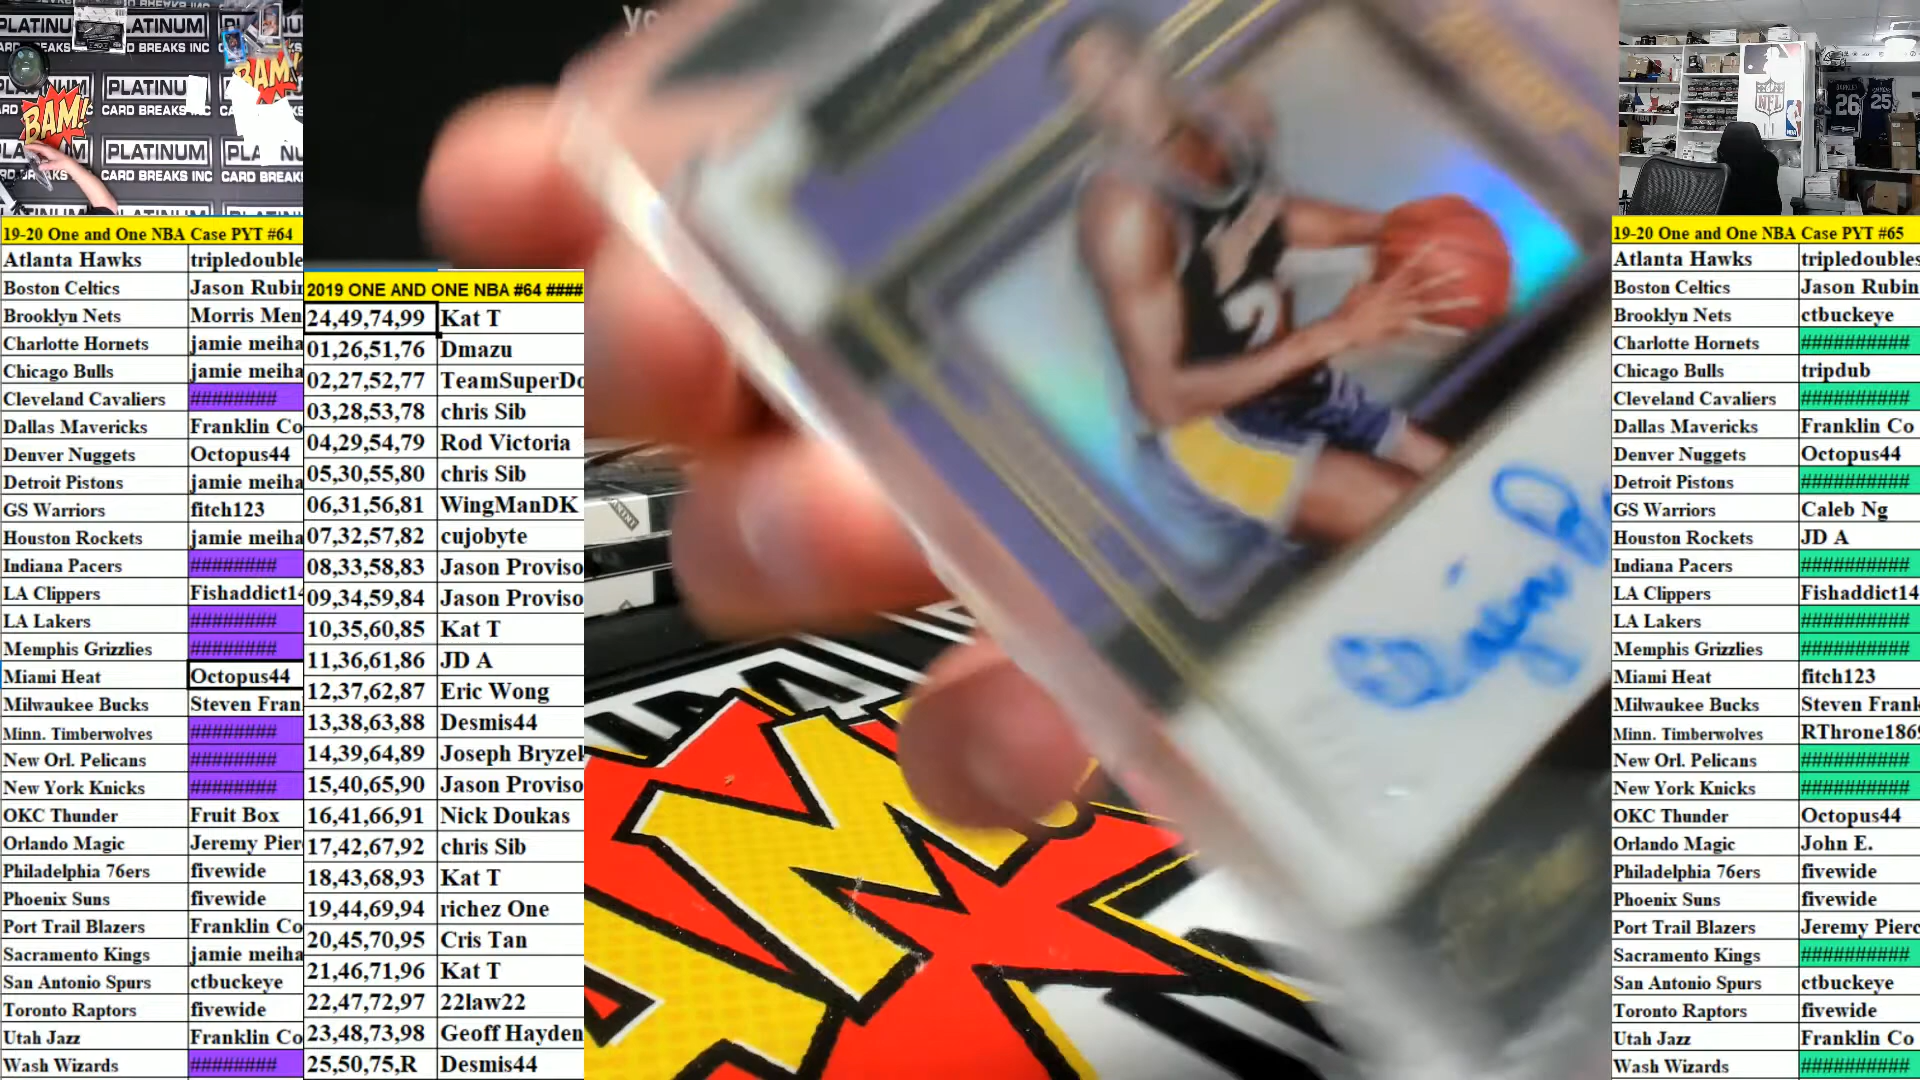 PLATINUM
CARD BREAKS INC
BAM!
19-20 One and One NBA Case PYT #64
Atlanta Hawks tripledouble
Boston Celtics Jason Rubin
Brooklyn Nets Morris Men
Charlotte Hornets jamie meiha
Chicago Bulls jamie meiha
Cleveland Cavaliers ########
Dallas Mavericks Franklin Co
Denver Nuggets Octopus44
Detroit Pistons jamie meiha
GS Warriors fitch123
Houston Rockets jamie meiha
Indiana Pacers ########
LA Clippers Fishaddict14
LA Lakers ########
Memphis Grizzlies ########
Miami Heat Octopus44
Milwaukee Bucks Steven Fran
Minn. Timberwolves ########
New Orl. Pelicans ########
New York Knicks ########
OKC Thunder Fruit Box
Orlando Magic Jeremy Pier
Philadelphia 76ers fivewide
Phoenix Suns fivewide
Port Trail Blazers Franklin Co
Sacramento Kings jamie meiha
San Antonio Spurs ctbuckeye
Toronto Raptors fivewide
Utah Jazz Franklin Co
Wash Wizards ########
2019 ONE AND ONE NBA #64 ####
24,49,74,99 Kat T
01,26,51,76 Dmazu
02,27,52,77 TeamSuperDo
03,28,53,78 chris Sib
04,29,54,79 Rod Victoria
05,30,55,80 chris Sib
06,31,56,81 WingManDK
07,32,57,82 cujobyte
08,33,58,83 Jason Proviso
09,34,59,84 Jason Proviso
10,35,60,85 Kat T
11,36,61,86 JD A
12,37,62,87 Eric Wong
13,38,63,88 Desmis44
14,39,64,89 Joseph Bryzel
15,40,65,90 Jason Proviso
16,41,66,91 Nick Doukas
17,42,67,92 chris Sib
18,43,68,93 Kat T
19,44,69,94 richez One
20,45,70,95 Cris Tan
21,46,71,96 Kat T
22,47,72,97 22law22
23,48,73,98 Geoff Hayden
25,50,75,R Desmis44
NFL
26
25
19-20 One and One NBA Case PYT #65
Atlanta Hawks tripledoubles
Boston Celtics Jason Rubin
Brooklyn Nets ctbuckeye
Charlotte Hornets ##########
Chicago Bulls tripdub
Cleveland Cavaliers ##########
Dallas Mavericks Franklin Co
Denver Nuggets Octopus44
Detroit Pistons ##########
GS Warriors Caleb Ng
Houston Rockets JD A
Indiana Pacers ##########
LA Clippers Fishaddict14
LA Lakers ##########
Memphis Grizzlies ##########
Miami Heat fitch123
Milwaukee Bucks Steven Frank
Minn. Timberwolves RThrone1869
New Orl. Pelicans ##########
New York Knicks ##########
OKC Thunder Octopus44
Orlando Magic John E.
Philadelphia 76ers fivewide
Phoenix Suns fivewide
Port Trail Blazers Jeremy Pierc
Sacramento Kings ##########
San Antonio Spurs ctbuckeye
Toronto Raptors fivewide
Utah Jazz Franklin Co
Wash Wizards ##########